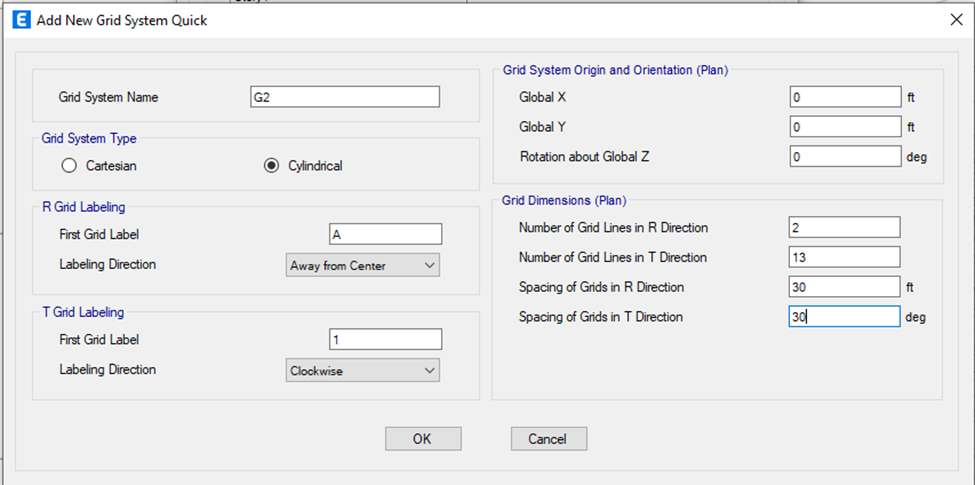 E Add New Grid System Quick
Grid System Name G2
Grid System Type
Cartesian Cylindrical
R Grid Labeling
First Grid Label A
Labeling Direction Away from Center
T Grid Labeling
First Grid Label 1
Labeling Direction Clockwise
Grid System Origin and Orientation (Plan)
Global X 0 ft
Global Y 0 ft
Rotation about Global Z 0 deg
Grid Dimensions (Plan)
Number of Grid Lines in R Direction 2
Number of Grid Lines in T Direction 13
Spacing of Grids in R Direction 30 ft
Spacing of Grids in T Direction 30 deg
OK Cancel